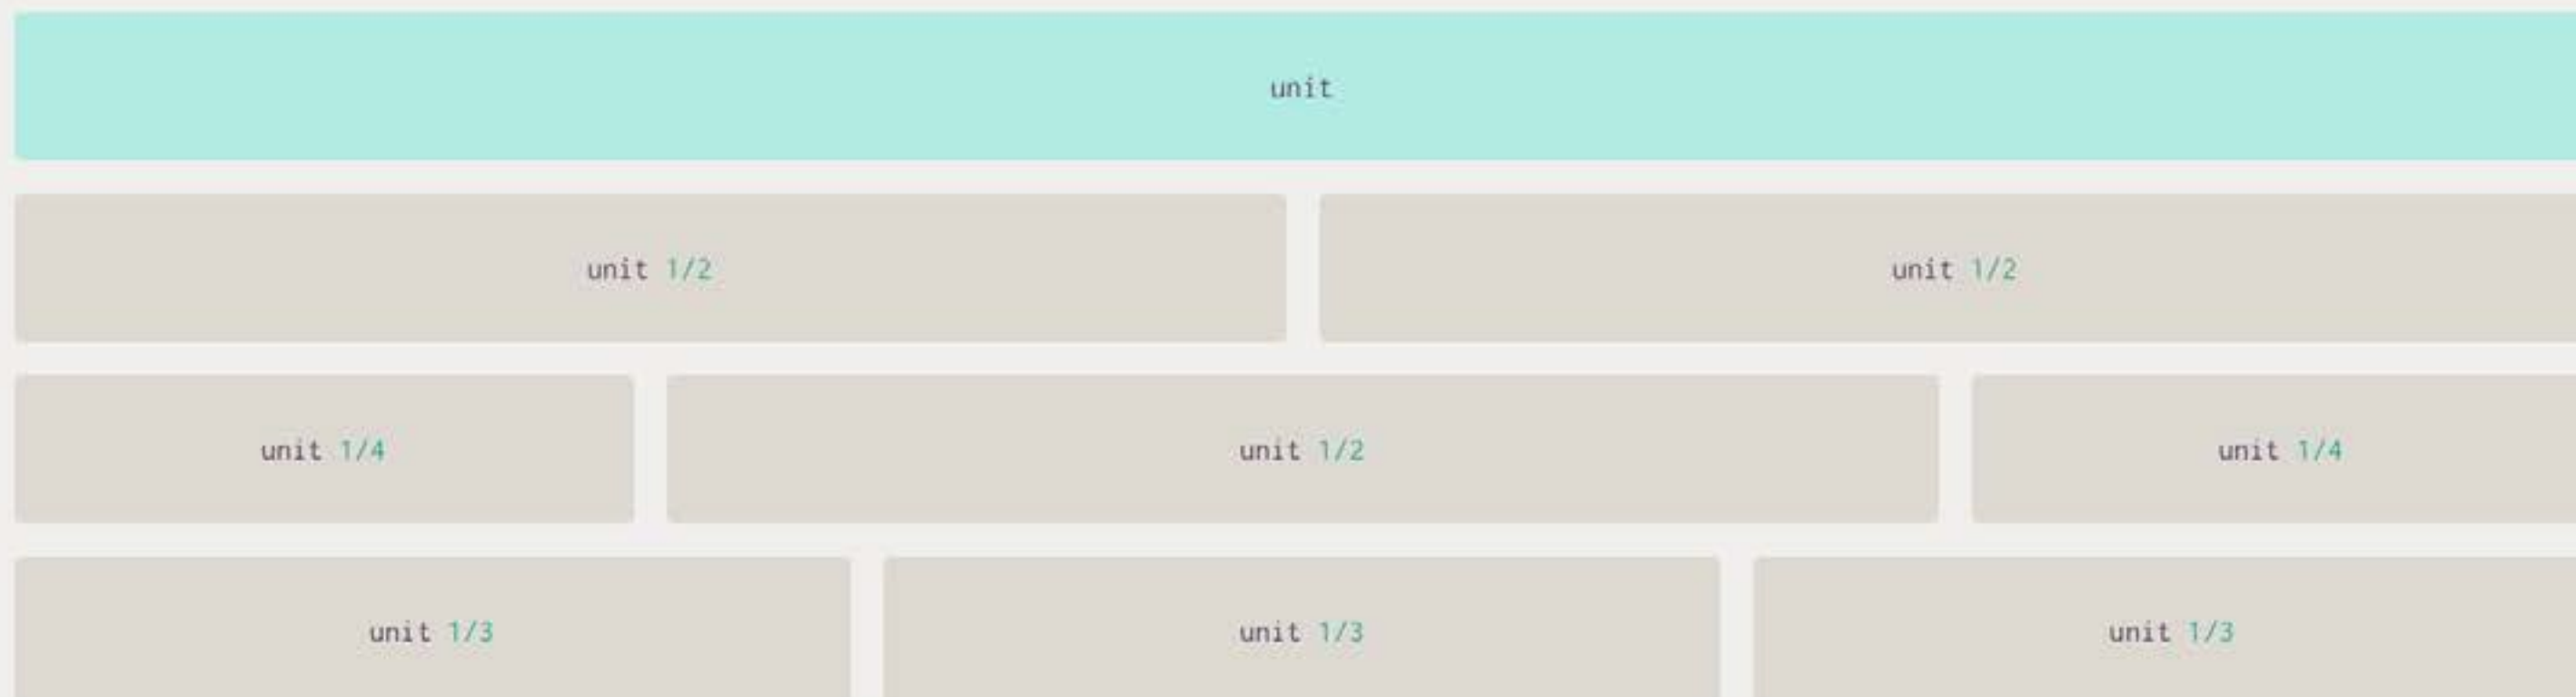 unit
unit 1/2 unit 1/2
unit 1/4 unit 1/2 unit 1/4
unit 1/3 unit 1/3 unit 1/3